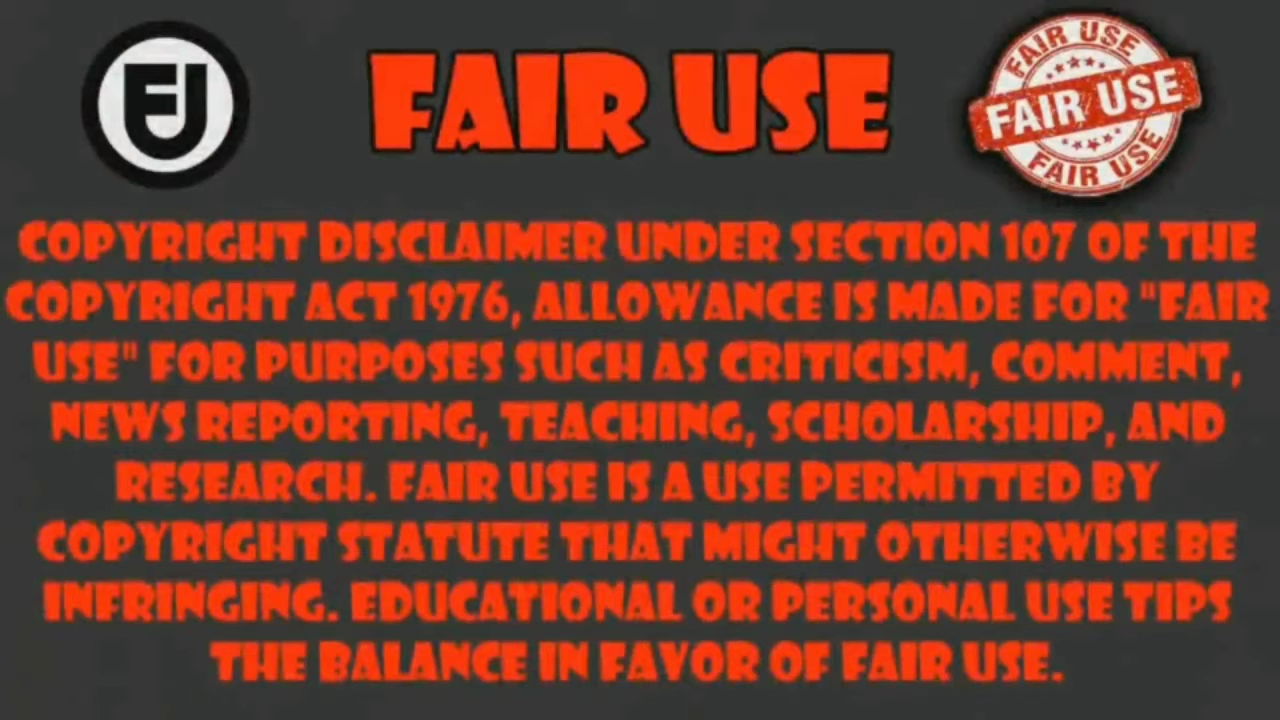 FJ
FAIR USE
FAIR USE
FAIR USE
FAIR USE
COPYRIGHT DISCLAIMER UNDER SECTION 107 OF THE
COPYRIGHT ACT 1976, ALLOWANCE IS MADE FOR "FAIR
USE" FOR PURPOSES SUCH AS CRITICISM, COMMENT,
NEWS REPORTING, TEACHING, SCHOLARSHIP, AND
RESEARCH. FAIR USE IS A USE PERMITTED BY
COPYRIGHT STATUTE THAT MIGHT OTHERWISE BE
INFRINGING. EDUCATIONAL OR PERSONAL USE TIPS
THE BALANCE IN FAVOR OF FAIR USE.